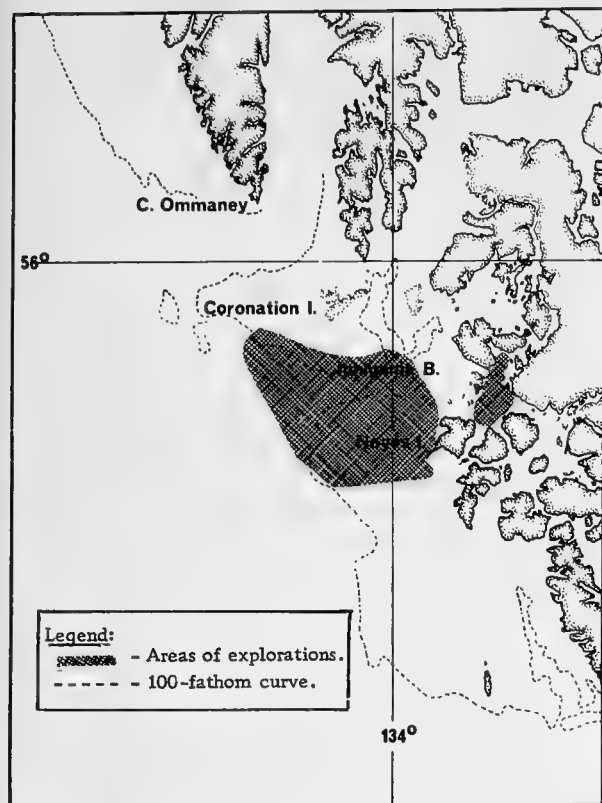 C. Ommaney
56°
Coronation I.
B.
Noyes I.
Legend:
- Areas of explorations.
- 100-fathom curve.
134°